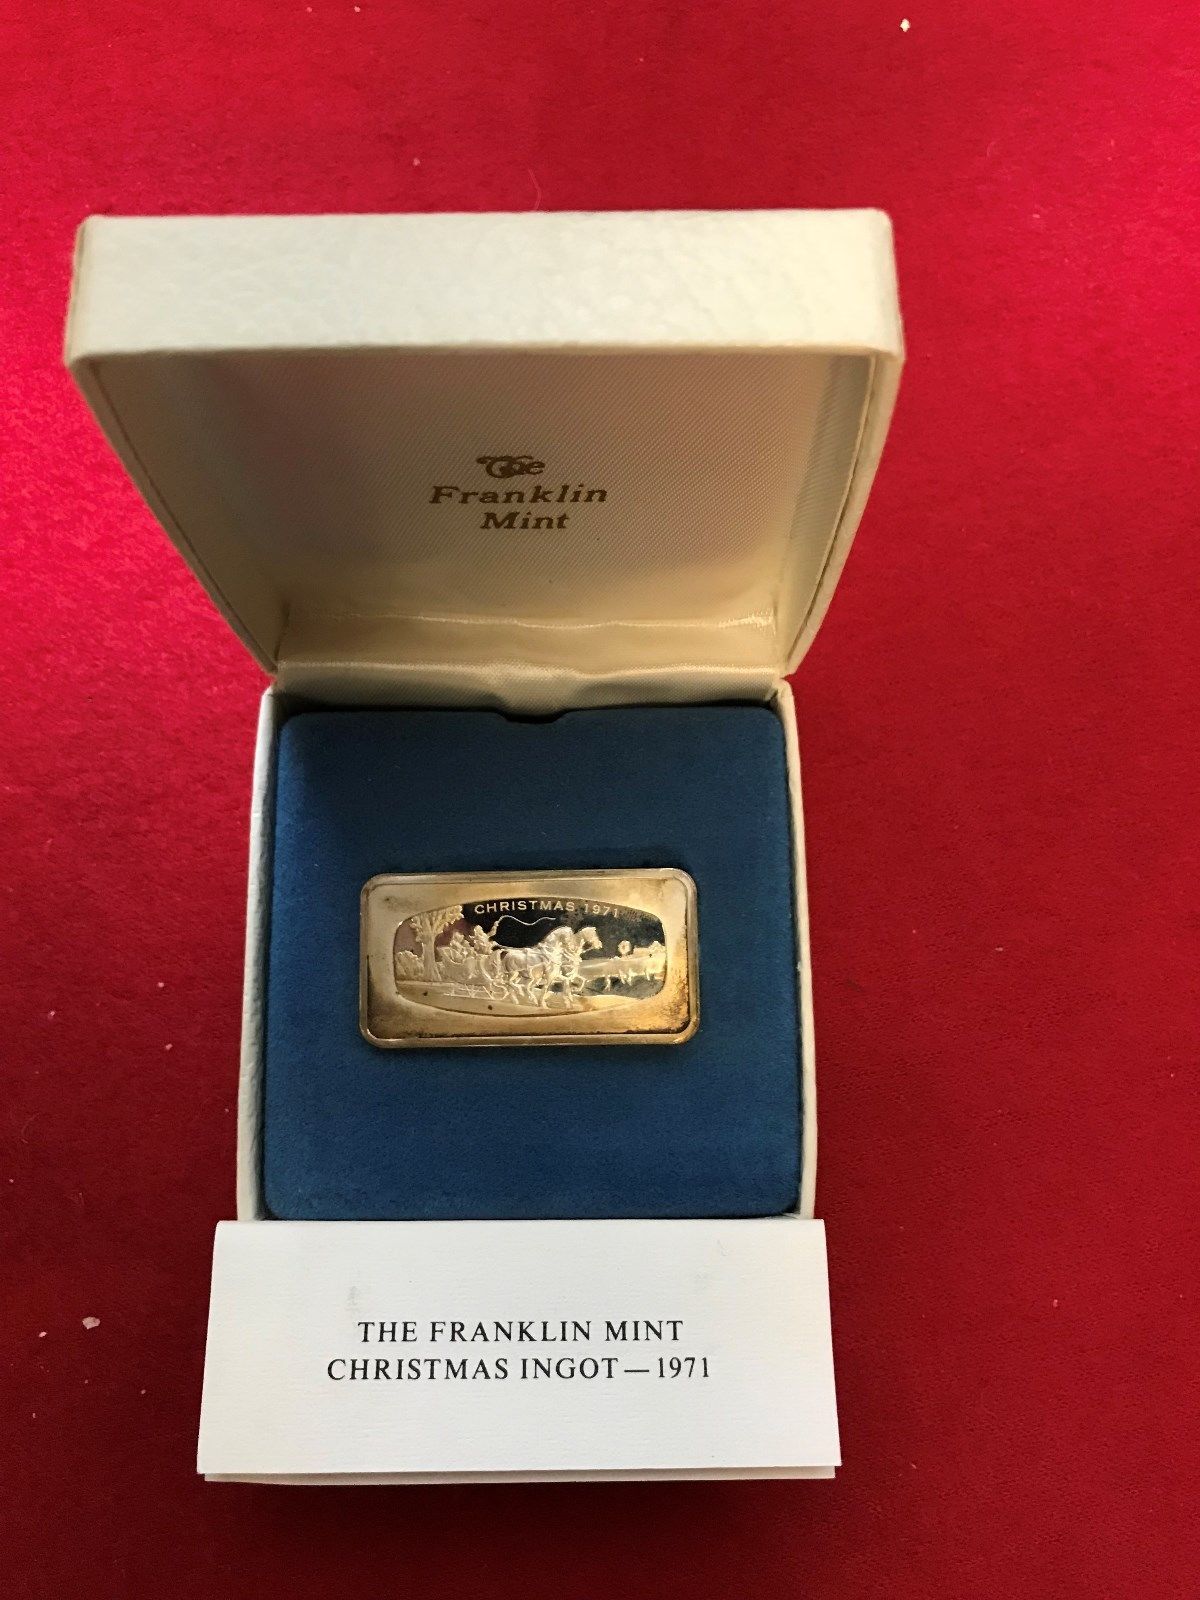 The
Franklin
Mint
CHRISTMAS 1971
THE FRANKLIN MINT
CHRISTMAS INGOT—1971